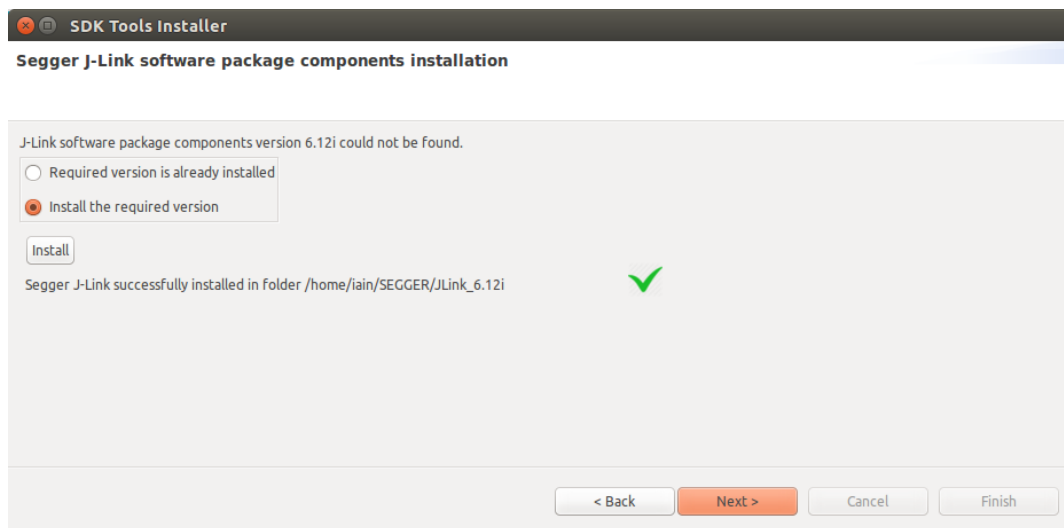 SDK Tools Installer
Segger J-Link software package components installation
J-Link software package components version 6.12i could not be found.
Required version is already installed
Install the required version
Install
Segger J-Link successfully installed in folder /home/iain/SEGGER/JLink_6.12i
< Back Next > Cancel Finish